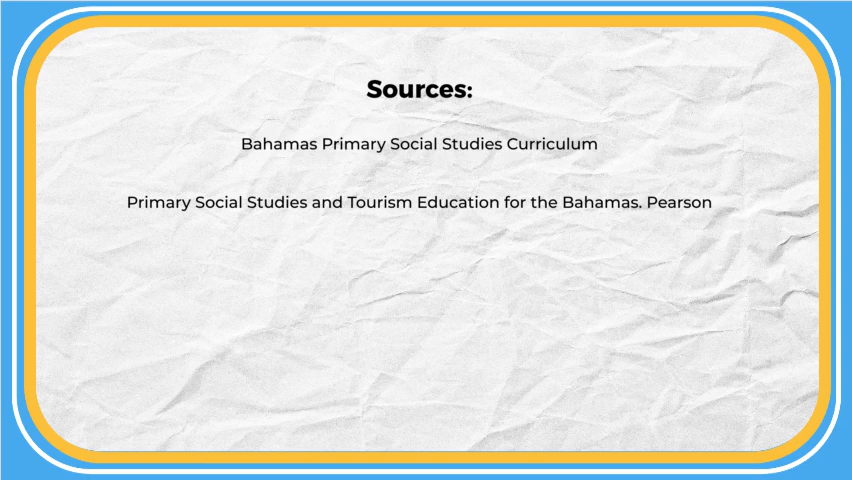 Sources:
Bahamas Primary Social Studies Curriculum
Primary Social Studies and Tourism Education for the Bahamas. Pearson